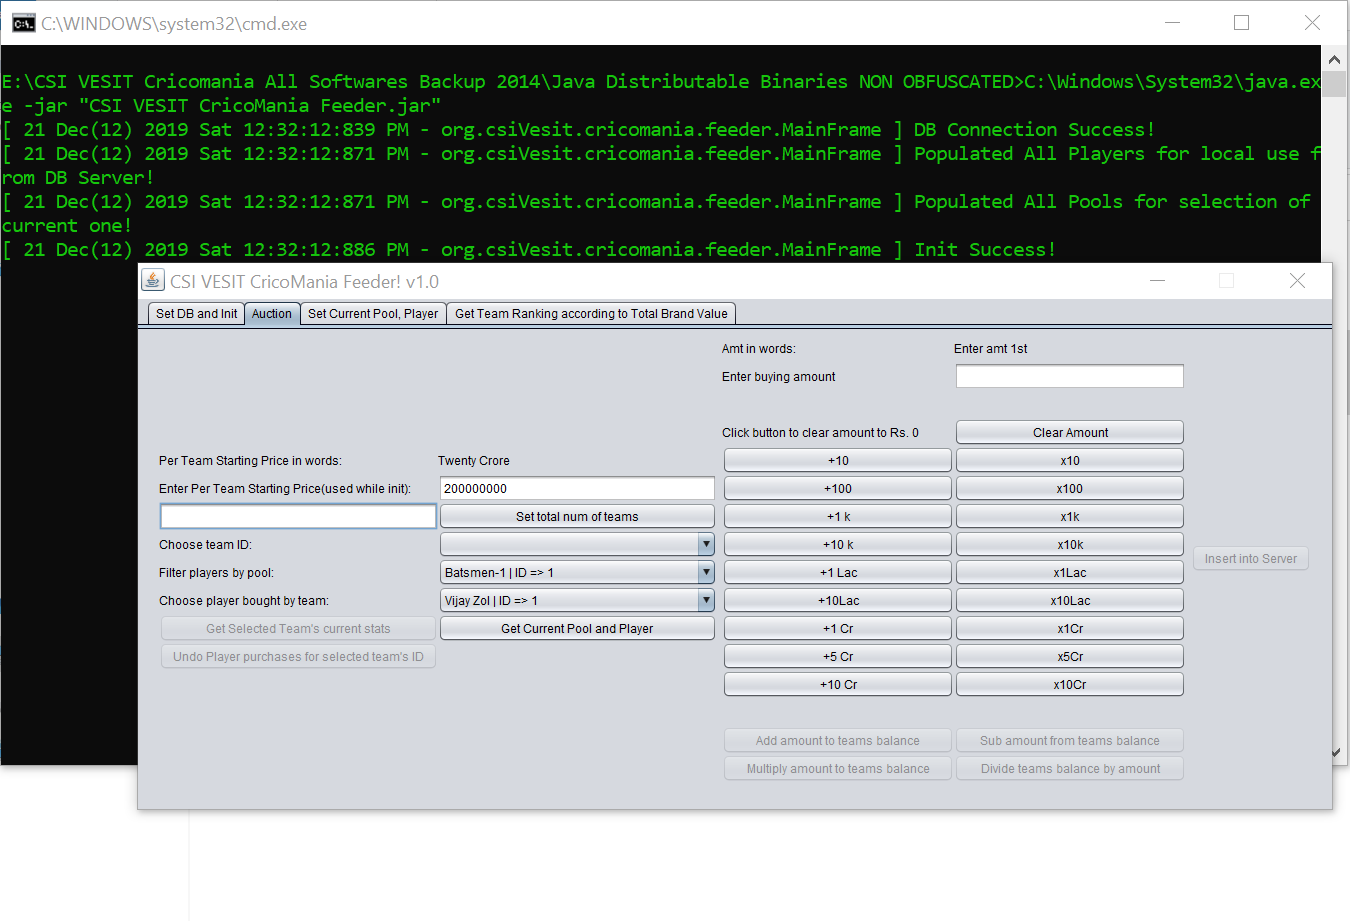 C:\WINDOWS\system32\cmd.exe
E:\CSI VESIT Cricomania All Softwares Backup 2014\Java Distributable Binaries NON OBFUSCATED>C:\Windows\System32\java.ex
e -jar "CSI VESIT CricoMania Feeder.jar"
[ 21 Dec(12) 2019 Sat 12:32:12:839 PM - org.csiVesit.cricomania.feeder.MainFrame ] DB Connection Success!
[ 21 Dec(12) 2019 Sat 12:32:12:871 PM - org.csiVesit.cricomania.feeder.MainFrame ] Populated All Players for local use f
rom DB Server!
[ 21 Dec(12) 2019 Sat 12:32:12:871 PM - org.csiVesit.cricomania.feeder.MainFrame ] Populated All Pools for selection of
current one!
[ 21 Dec(12) 2019 Sat 12:32:12:886 PM - org.csiVesit.cricomania.feeder.MainFrame ] Init Success!
CSI VESIT CricoMania Feeder! v1.0
Set DB and Init Auction Set Current Pool, Player Get Team Ranking according to Total Brand Value
Amt in words: Enter amt 1st
Enter buying amount
Click button to clear amount to Rs. 0 Clear Amount
Per Team Starting Price in words: Twenty Crore +10 x10
Enter Per Team Starting Price(used while init): 200000000 +100 x100
Set total num of teams +1 k x1k
Choose team ID: +10 k x10k
Insert into Server
Filter players by pool: Batsmen-1 | ID => 1 +1 Lac x1Lac
Choose player bought by team: Vijay Zol | ID => 1 +10Lac x10Lac
Get Selected Team's current stats Get Current Pool and Player +1 Cr x1Cr
Undo Player purchases for selected team's ID +5 Cr x5Cr
+10 Cr x10Cr
Add amount to teams balance Sub amount from teams balance
Multiply amount to teams balance Divide teams balance by amount